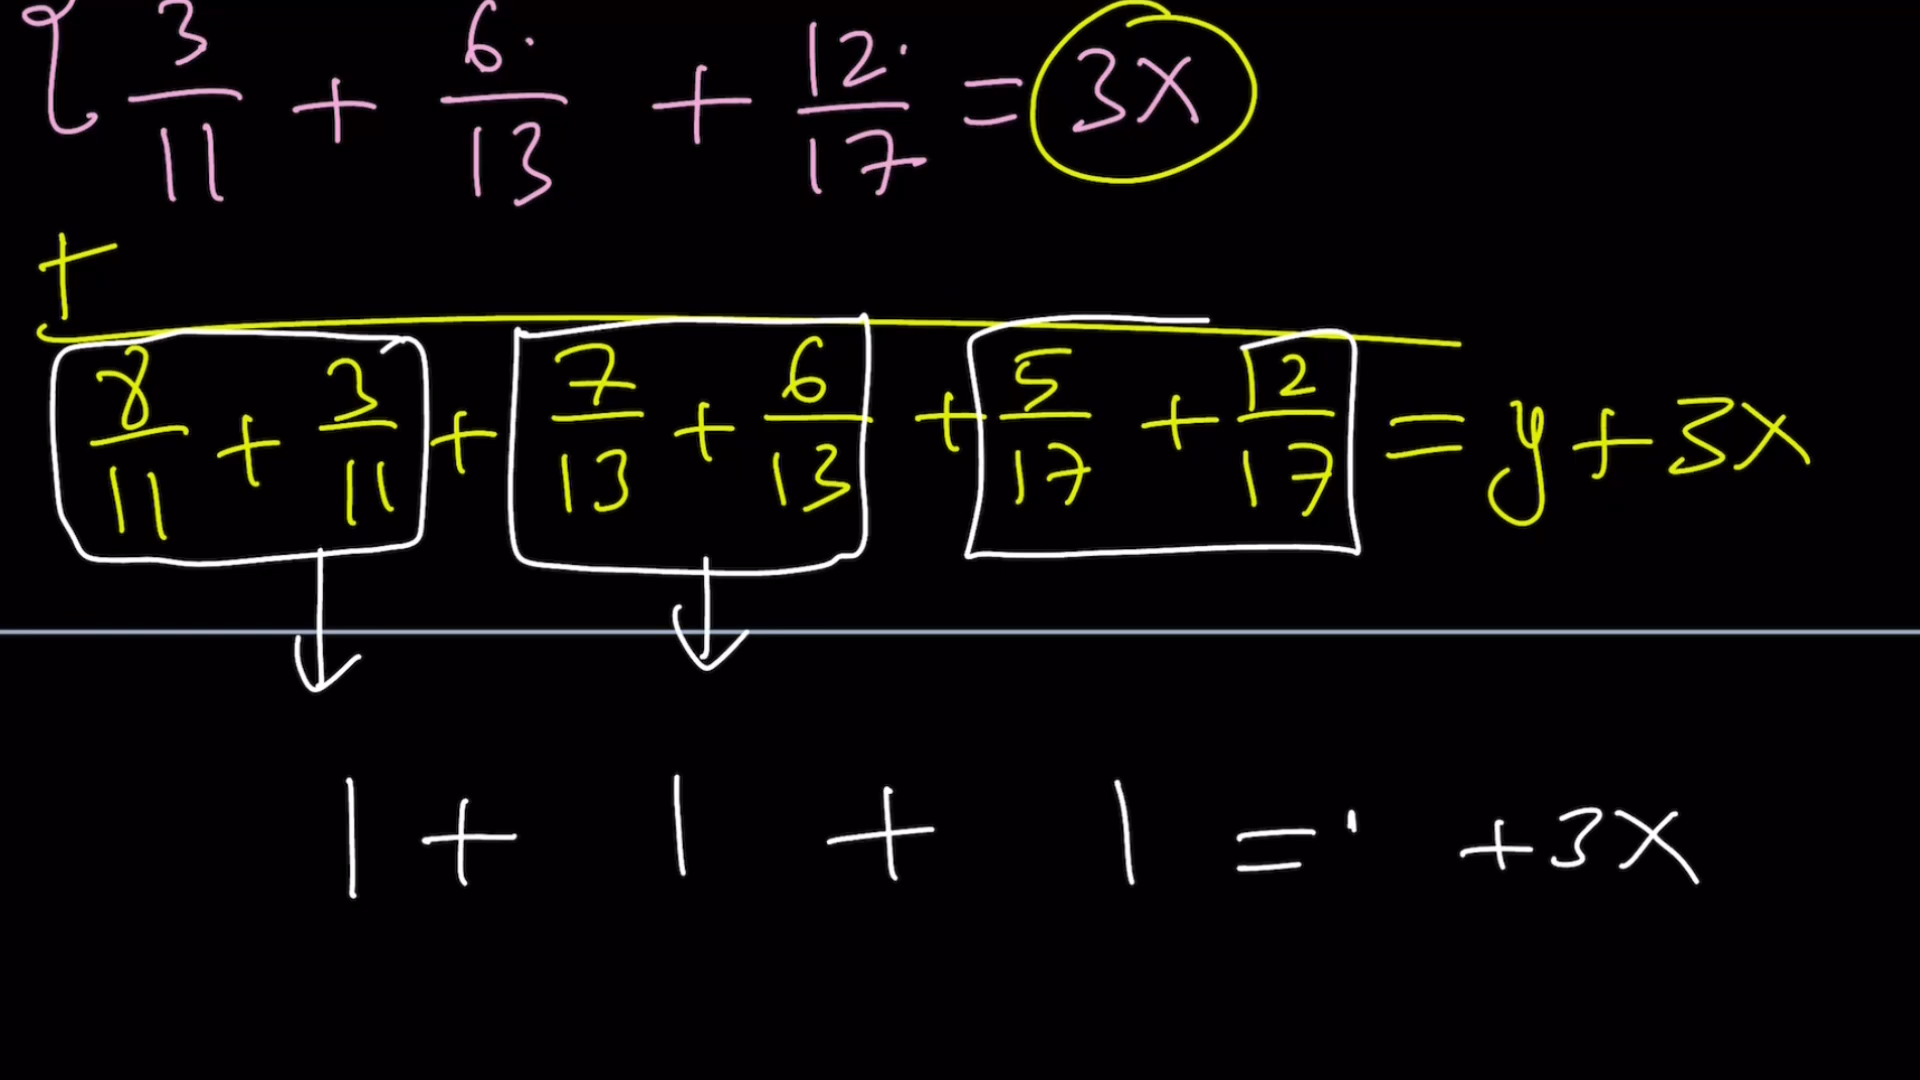 3/11 + 6/13 + 12/17 = 3x
+
8/11 + 3/11 + 7/13 + 6/13 + 5/17 + 12/17 = y + 3x
1 + 1 + 1 = ' + 3x